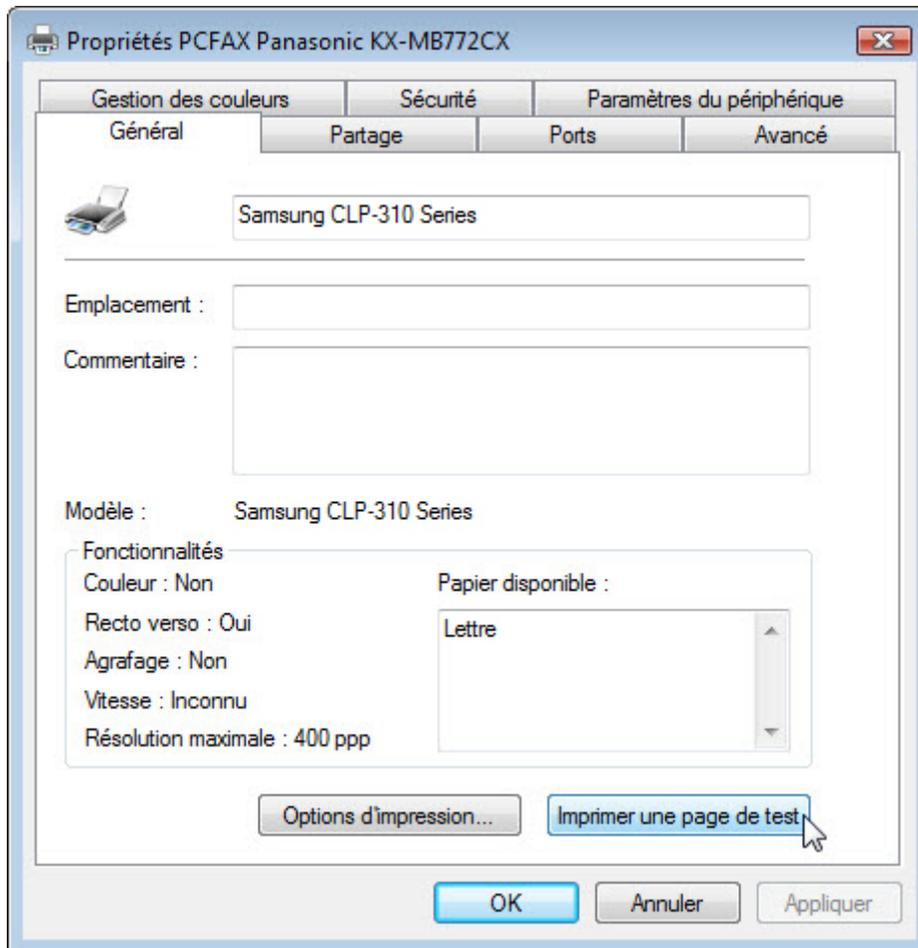 Propriétés PCFAX Panasonic KX-MB772CX
Gestion des couleurs Sécurité Paramètres du périphérique
Général Partage Ports Avancé
Samsung CLP-310 Series
Emplacement :
Commentaire :
Modèle : Samsung CLP-310 Series
Fonctionnalités
Couleur : Non Papier disponible :
Recto verso : Oui Lettre
Agrafage : Non
Vitesse : Inconnu
Résolution maximale : 400 ppp
Options d'impression... Imprimer une page de test
OK Annuler Appliquer